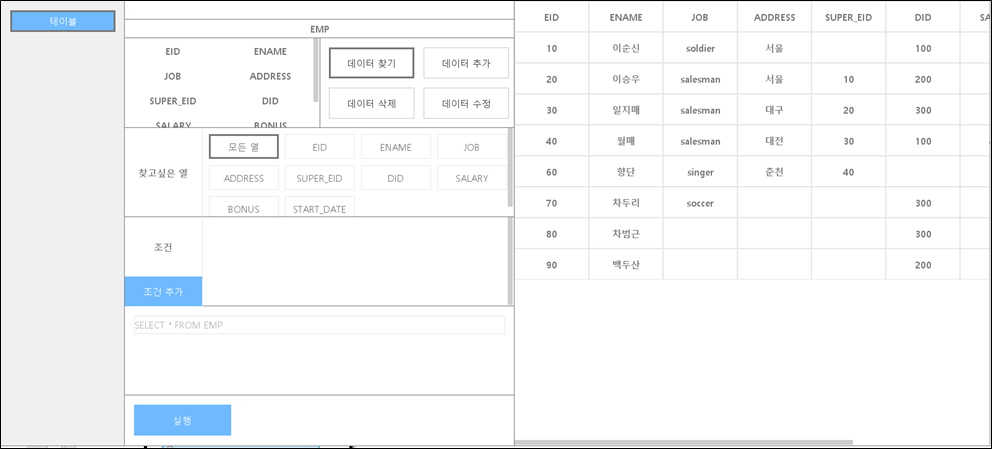 테이블
EMP
EID ENAME
JOB ADDRESS
SUPER_EID DID
SALARY BONUS
데이터 찾기 데이터 추가
데이터 삭제 데이터 수정
찾고싶은 열
모든 열 EID ENAME JOB
ADDRESS SUPER_EID DID SALARY
BONUS START_DATE
조건
조건 추가
SELECT * FROM EMP
실행
EID ENAME JOB ADDRESS SUPER_EID DID
10 이순신 soldier 서울 100
20 이승우 salesman 서울 10 200
30 일지매 salesman 대구 20 300
40 월매 salesman 대전 30 100
60 향단 singer 춘천 40
70 차두리 soccer 300
80 차범근 300
90 백두산 200